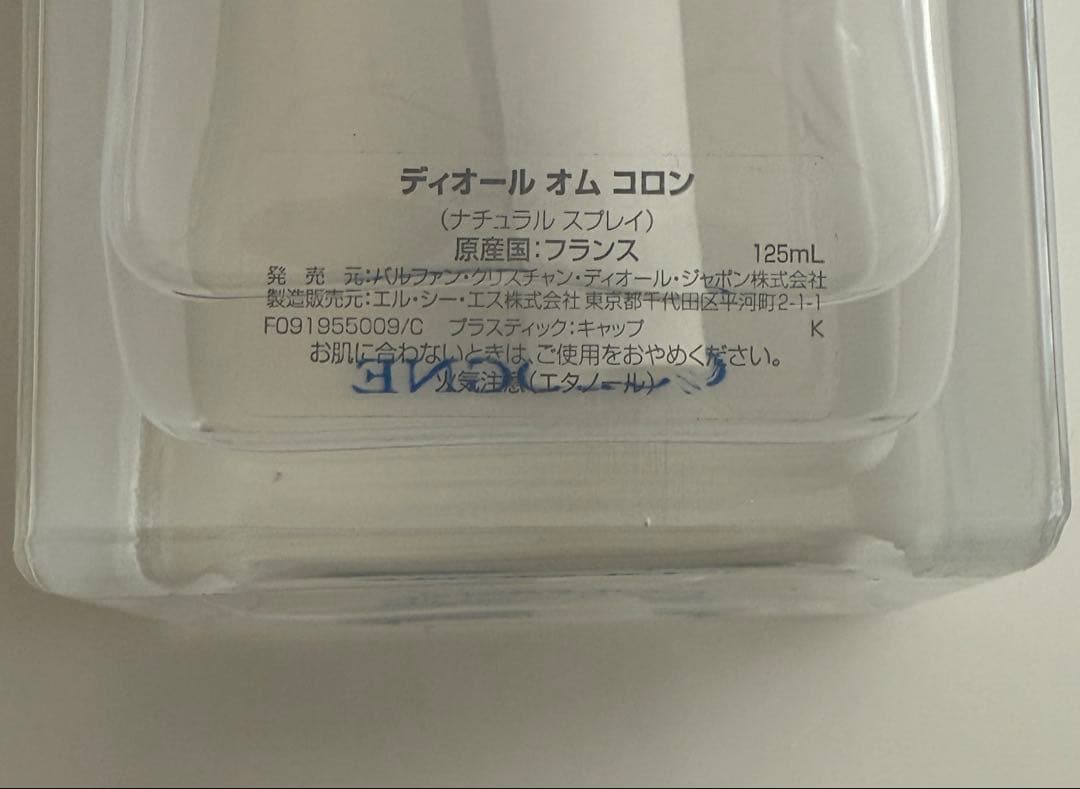 ディオール オム コロン
(ナチュラル スプレイ)
原産国:フランス 125mL
発 売 元:パルファン・クリスチャン・ディオール・ジャポン株式会社
製造販売元:エル・シー・エス株式会社 東京都千代田区平河町2-1-1
F091955009/C プラスティック:キャップ K
お肌に合わないときは、ご使用をおやめください。
火気注意(エタノール)